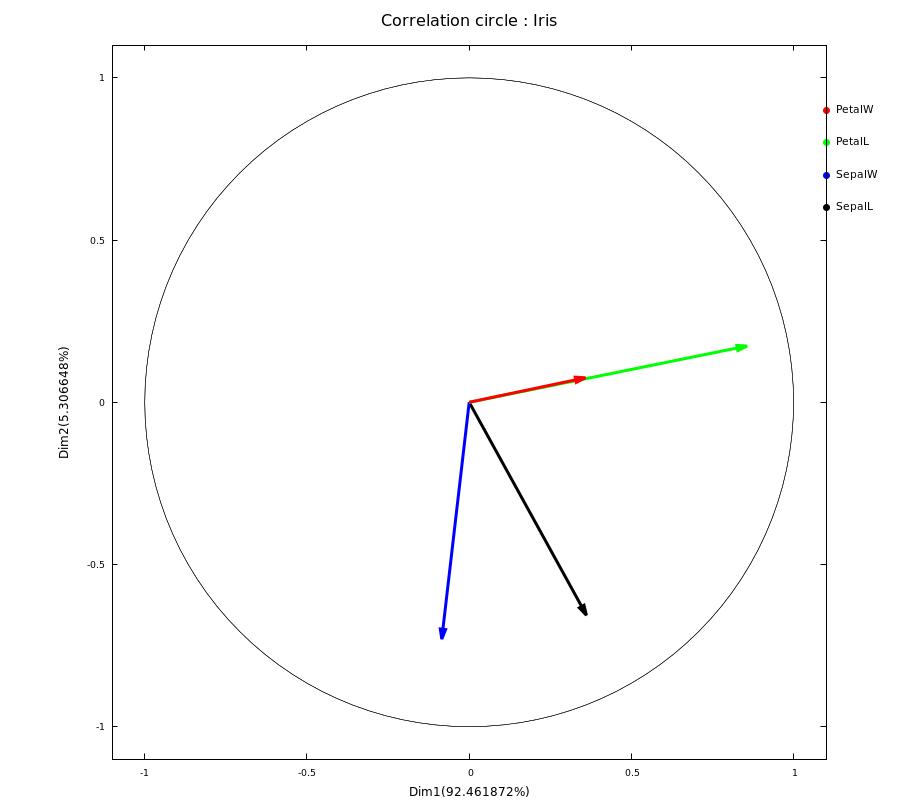 Correlation circle : Iris
1
PetalW
PetalL
SepalW
SepalL
0.5
Dim2(5.306648%)
0
-0.5
-1
-1
-0.5
0
0.5
1
Dim1(92.461872%)